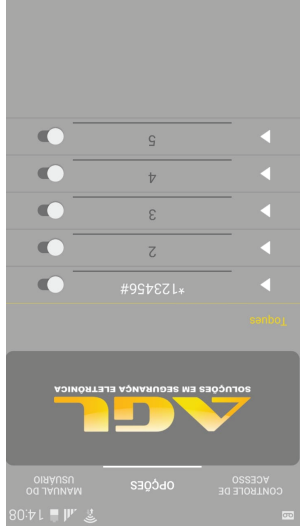 14:08
CONTROLE DE
ACESSO
OPÇÕES
MANUAL DO
USUÁRIO
AGL
SOLUÇÕES EM SEGURANÇA ELETRÔNICA
Toques
*123456#
2
3
4
5